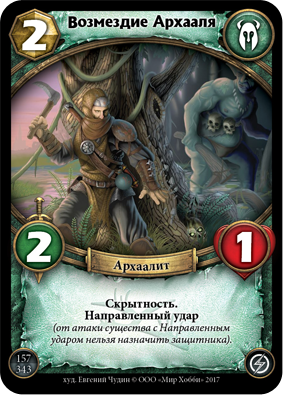 2
Возмездие Архааля
2
1
Архаалит
Скрытность.
Направленный удар
(от атаки существа с Направленным
ударом нельзя назначить защитника).
157
343
худ. Евгений Чудин © ООО «Мир Хобби» 2017